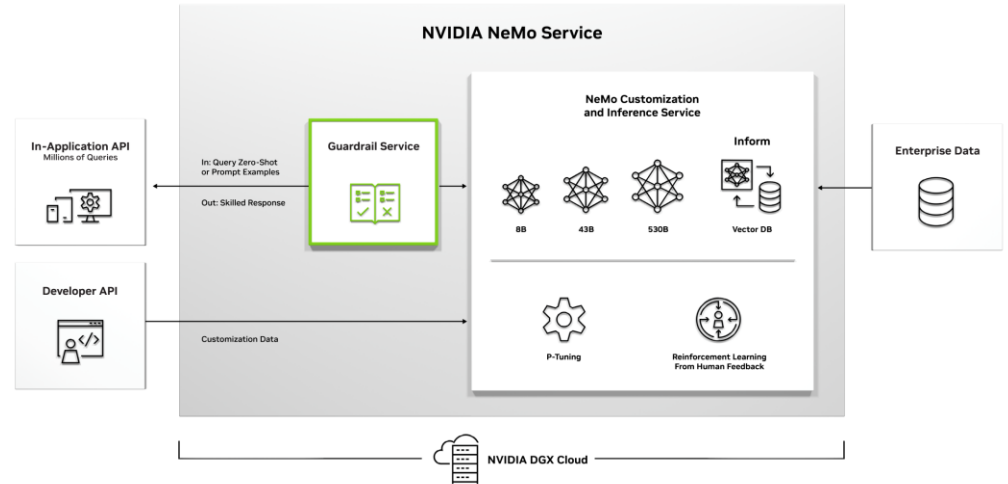 NVIDIA NeMo Service
In-Application API
Millions of Queries
In: Query Zero-Shot
or Prompt Examples
Out: Skilled Response
Guardrail Service
NeMo Customization
and Inference Service
Inform
8B
43B
530B
Vector DB
Enterprise Data
Developer API
Customization Data
P-Tuning
Reinforcement Learning
From Human Feedback
NVIDIA DGX Cloud